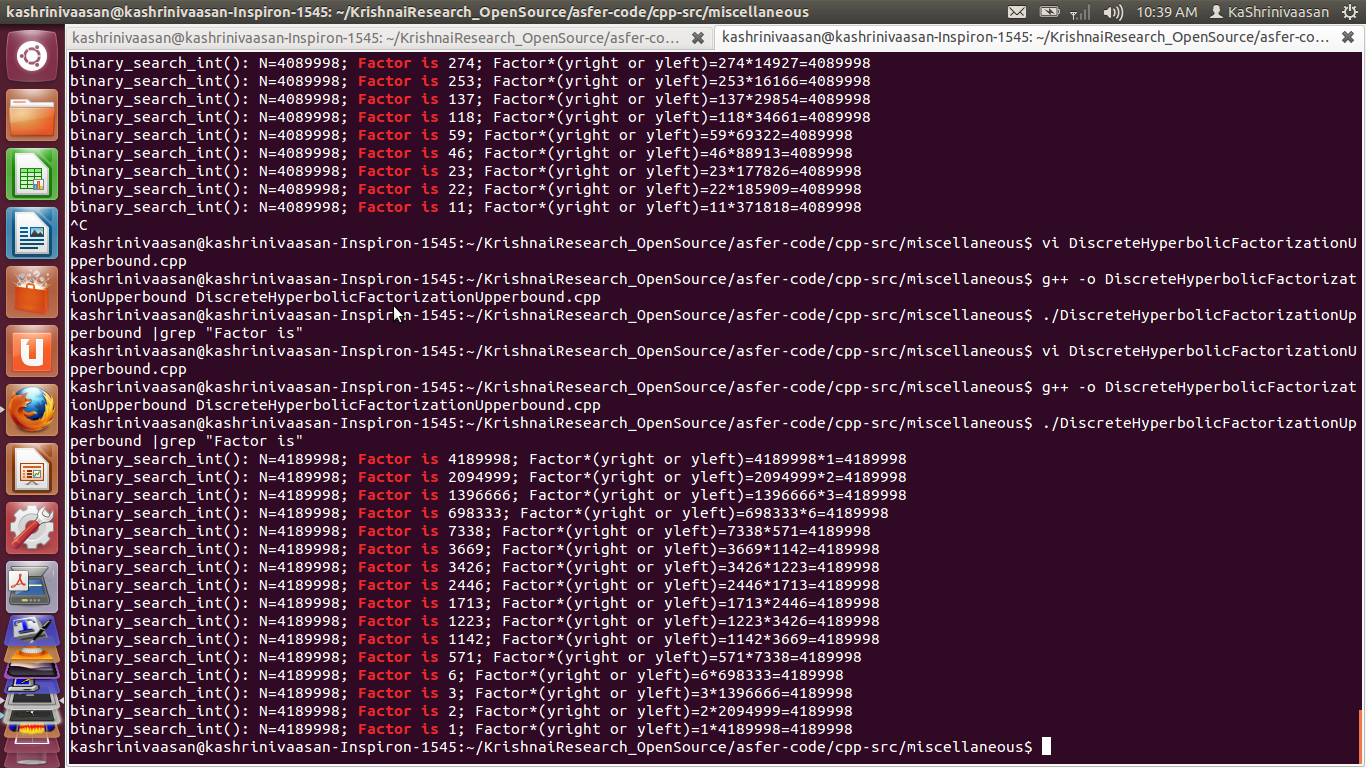 kashrinivaasan@kashrinivaasan-Inspiron-1545: ~/KrishnaiResearch_OpenSource/asfer-code/cpp-src/miscellaneous 10:39 AM KaShrinivaasan
kashrinivaasan@kashrinivaasan-Inspiron-1545: ~/KrishnaiResearch_OpenSource/asfer-co... kashrinivaasan@kashrinivaasan-Inspiron-1545: ~/KrishnaiResearch_OpenSource/asfer-co...
binary_search_int(): N=4089998; Factor is 274; Factor*(yright or yleft)=274*14927=4089998
binary_search_int(): N=4089998; Factor is 253; Factor*(yright or yleft)=253*16166=4089998
binary_search_int(): N=4089998; Factor is 137; Factor*(yright or yleft)=137*29854=4089998
binary_search_int(): N=4089998; Factor is 118; Factor*(yright or yleft)=118*34661=4089998
binary_search_int(): N=4089998; Factor is 59; Factor*(yright or yleft)=59*69322=4089998
binary_search_int(): N=4089998; Factor is 46; Factor*(yright or yleft)=46*88913=4089998
binary_search_int(): N=4089998; Factor is 23; Factor*(yright or yleft)=23*177826=4089998
binary_search_int(): N=4089998; Factor is 22; Factor*(yright or yleft)=22*185909=4089998
binary_search_int(): N=4089998; Factor is 11; Factor*(yright or yleft)=11*371818=4089998
^C
kashrinivaasan@kashrinivaasan-Inspiron-1545:~/KrishnaiResearch_OpenSource/asfer-code/cpp-src/miscellaneous$ vi DiscreteHyperbolicFactorizationU
pperbound.cpp
kashrinivaasan@kashrinivaasan-Inspiron-1545:~/KrishnaiResearch_OpenSource/asfer-code/cpp-src/miscellaneous$ g++ -o DiscreteHyperbolicFactorizat
ionUpperbound DiscreteHyperbolicFactorizationUpperbound.cpp
kashrinivaasan@kashrinivaasan-Inspiron-1545:~/KrishnaiResearch_OpenSource/asfer-code/cpp-src/miscellaneous$ ./DiscreteHyperbolicFactorizationUp
perbound |grep "Factor is"
kashrinivaasan@kashrinivaasan-Inspiron-1545:~/KrishnaiResearch_OpenSource/asfer-code/cpp-src/miscellaneous$ vi DiscreteHyperbolicFactorizationU
pperbound.cpp
kashrinivaasan@kashrinivaasan-Inspiron-1545:~/KrishnaiResearch_OpenSource/asfer-code/cpp-src/miscellaneous$ g++ -o DiscreteHyperbolicFactorizat
ionUpperbound DiscreteHyperbolicFactorizationUpperbound.cpp
kashrinivaasan@kashrinivaasan-Inspiron-1545:~/KrishnaiResearch_OpenSource/asfer-code/cpp-src/miscellaneous$ ./DiscreteHyperbolicFactorizationUp
perbound |grep "Factor is"
binary_search_int(): N=4189998; Factor is 4189998; Factor*(yright or yleft)=4189998*1=4189998
binary_search_int(): N=4189998; Factor is 2094999; Factor*(yright or yleft)=2094999*2=4189998
binary_search_int(): N=4189998; Factor is 1396666; Factor*(yright or yleft)=1396666*3=4189998
binary_search_int(): N=4189998; Factor is 698333; Factor*(yright or yleft)=698333*6=4189998
binary_search_int(): N=4189998; Factor is 7338; Factor*(yright or yleft)=7338*571=4189998
binary_search_int(): N=4189998; Factor is 3669; Factor*(yright or yleft)=3669*1142=4189998
binary_search_int(): N=4189998; Factor is 3426; Factor*(yright or yleft)=3426*1223=4189998
binary_search_int(): N=4189998; Factor is 2446; Factor*(yright or yleft)=2446*1713=4189998
binary_search_int(): N=4189998; Factor is 1713; Factor*(yright or yleft)=1713*2446=4189998
binary_search_int(): N=4189998; Factor is 1223; Factor*(yright or yleft)=1223*3426=4189998
binary_search_int(): N=4189998; Factor is 1142; Factor*(yright or yleft)=1142*3669=4189998
binary_search_int(): N=4189998; Factor is 571; Factor*(yright or yleft)=571*7338=4189998
binary_search_int(): N=4189998; Factor is 6; Factor*(yright or yleft)=6*698333=4189998
binary_search_int(): N=4189998; Factor is 3; Factor*(yright or yleft)=3*1396666=4189998
binary_search_int(): N=4189998; Factor is 2; Factor*(yright or yleft)=2*2094999=4189998
binary_search_int(): N=4189998; Factor is 1; Factor*(yright or yleft)=1*4189998=4189998
kashrinivaasan@kashrinivaasan-Inspiron-1545:~/KrishnaiResearch_OpenSource/asfer-code/cpp-src/miscellaneous$